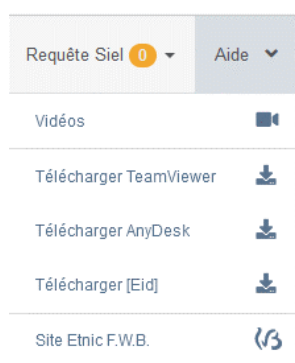 Requête Siel 0 Aide
Vidéos
Télécharger TeamViewer
Télécharger AnyDesk
Télécharger [Eid]
Site Etnic F.W.B.